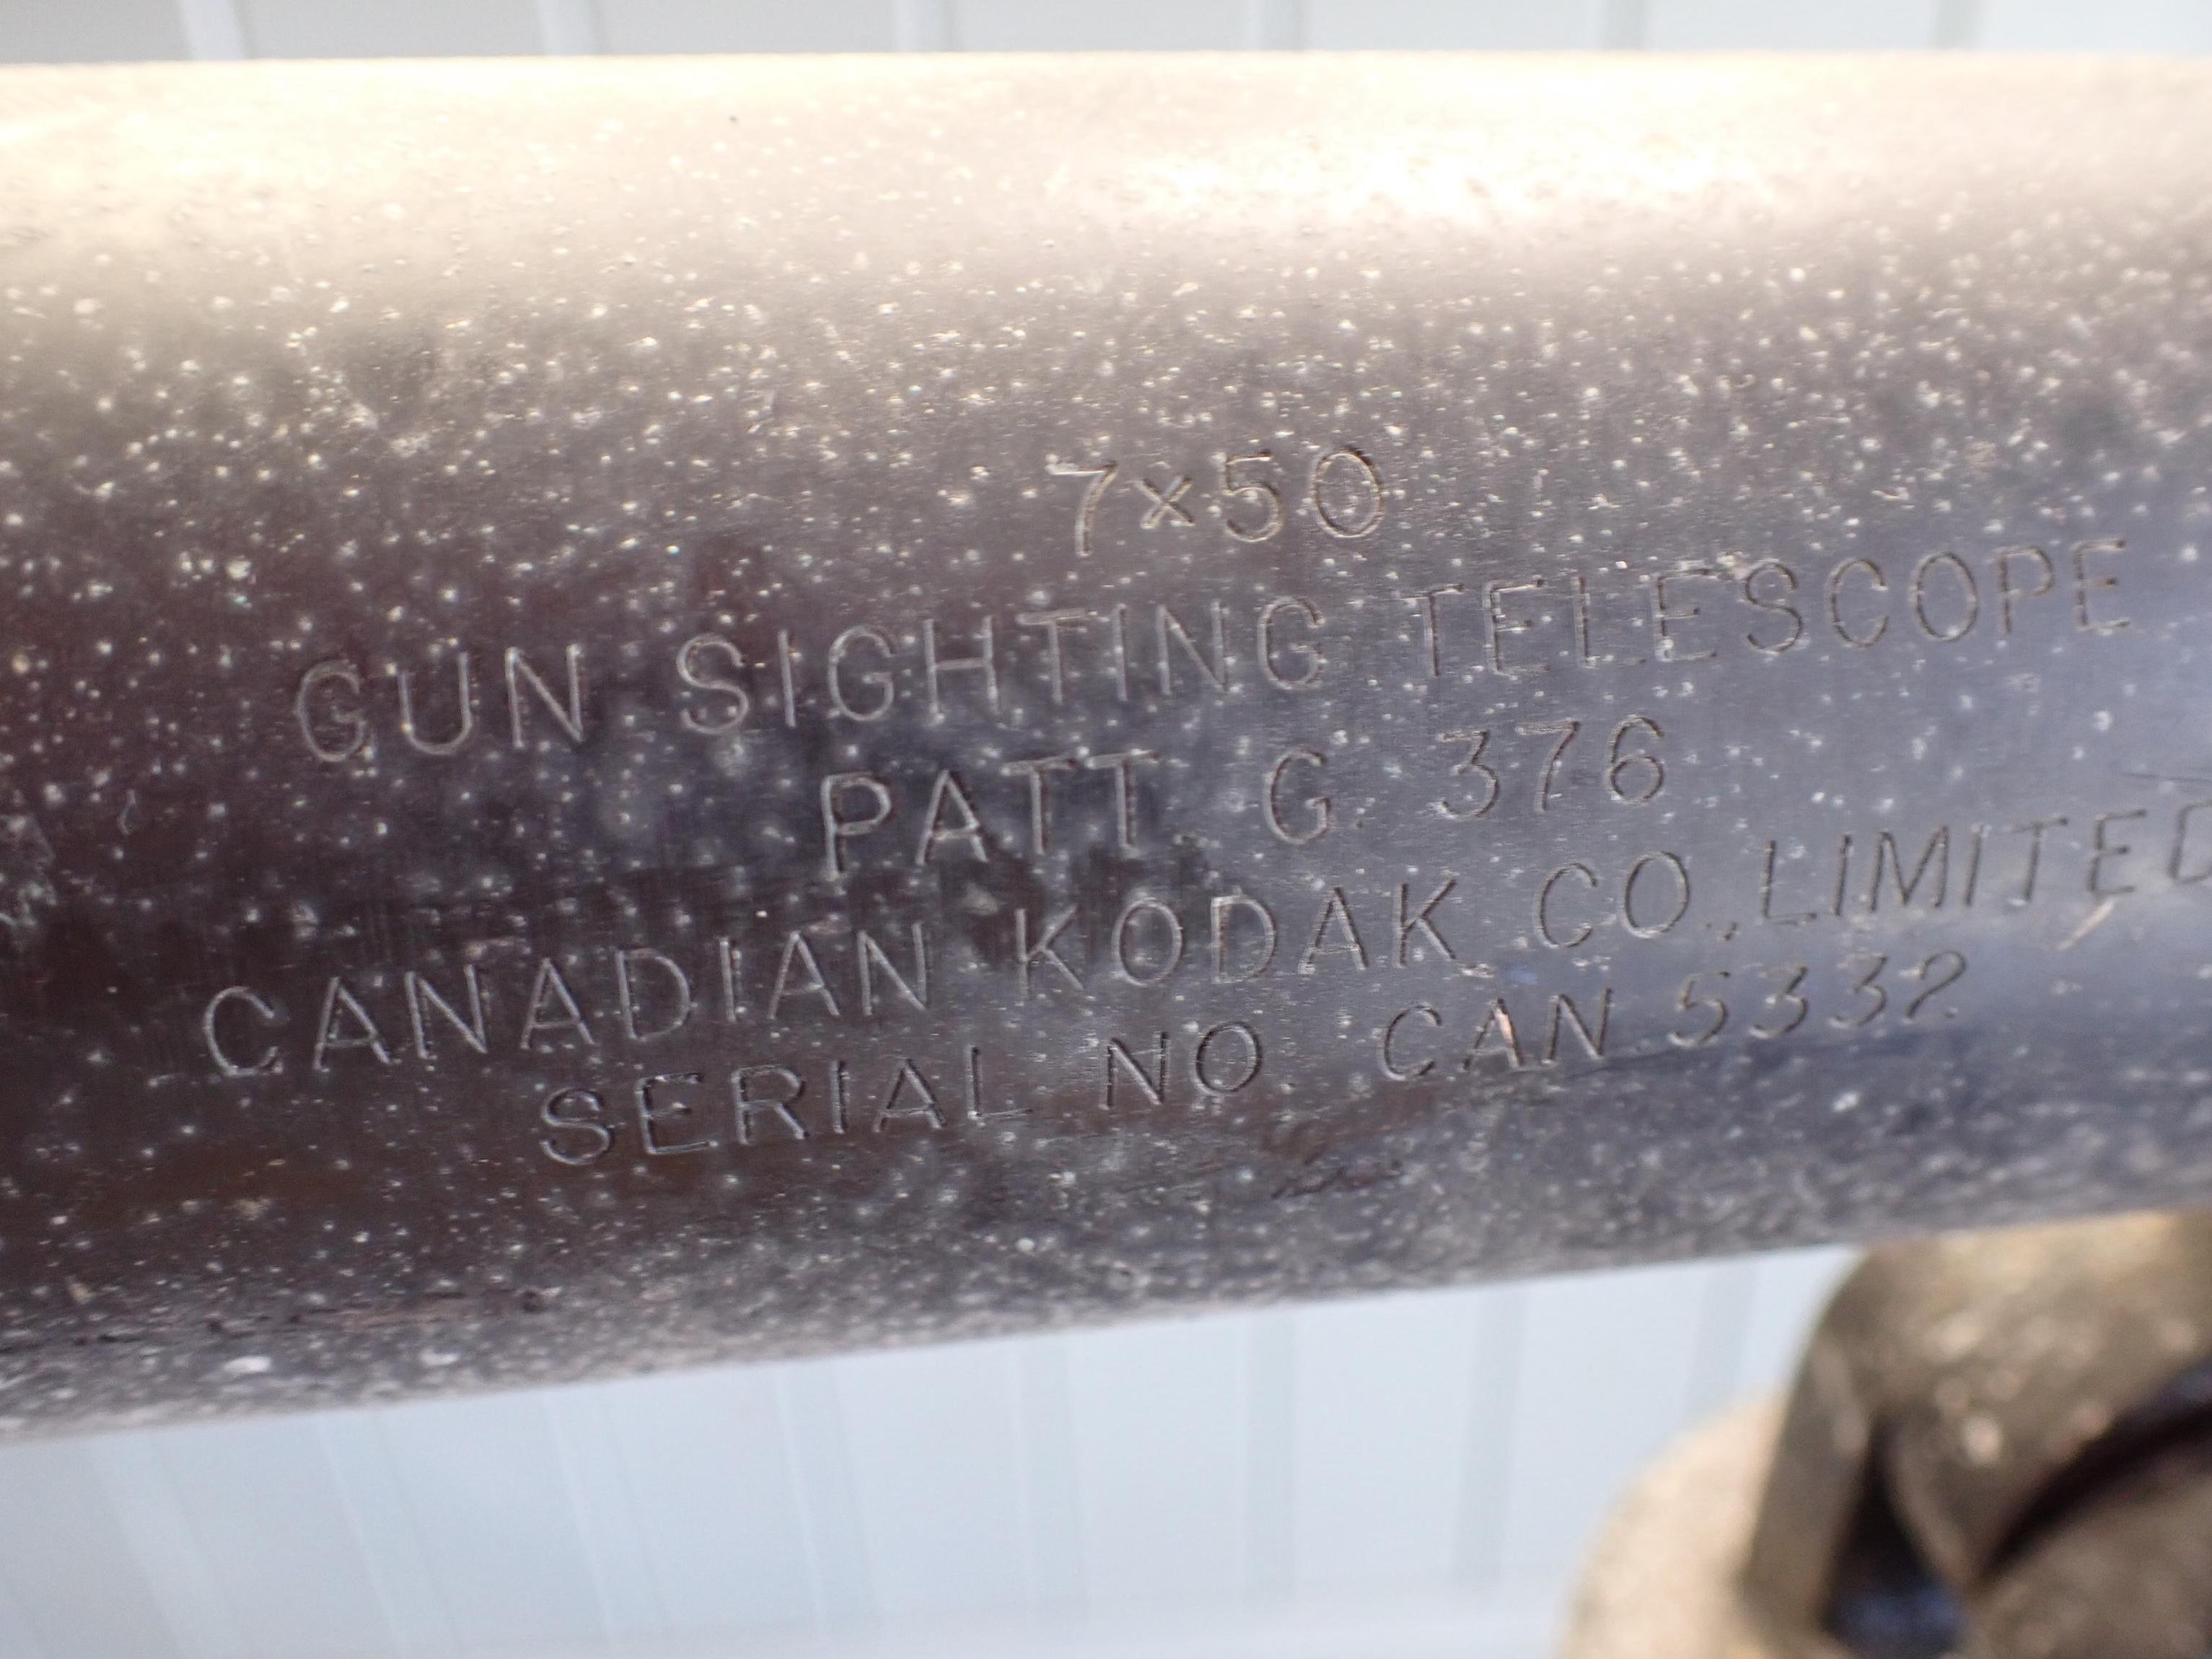 7×50
GUN SIGHTING TELESCOPE
PATT. G. 376
CANADIAN KODAK CO., LIMITED
SERIAL NO. CAN 5332